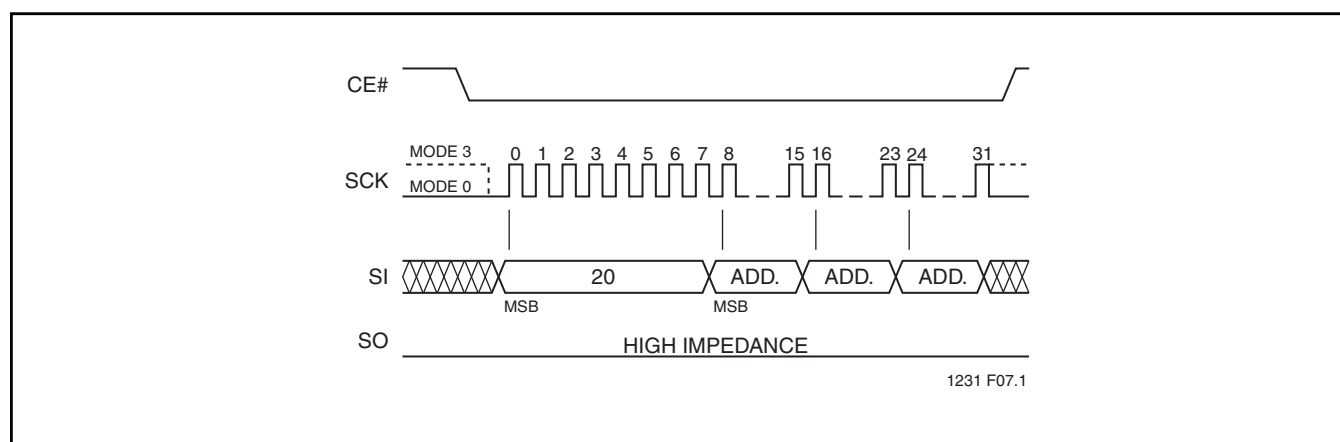 CE#
MODE 3 0 1 2 3 4 5 6 7 8 15 16 23 24 31
SCK MODE 0
SI 20 ADD. ADD. ADD.
MSB MSB
SO HIGH IMPEDANCE
1231 F07.1